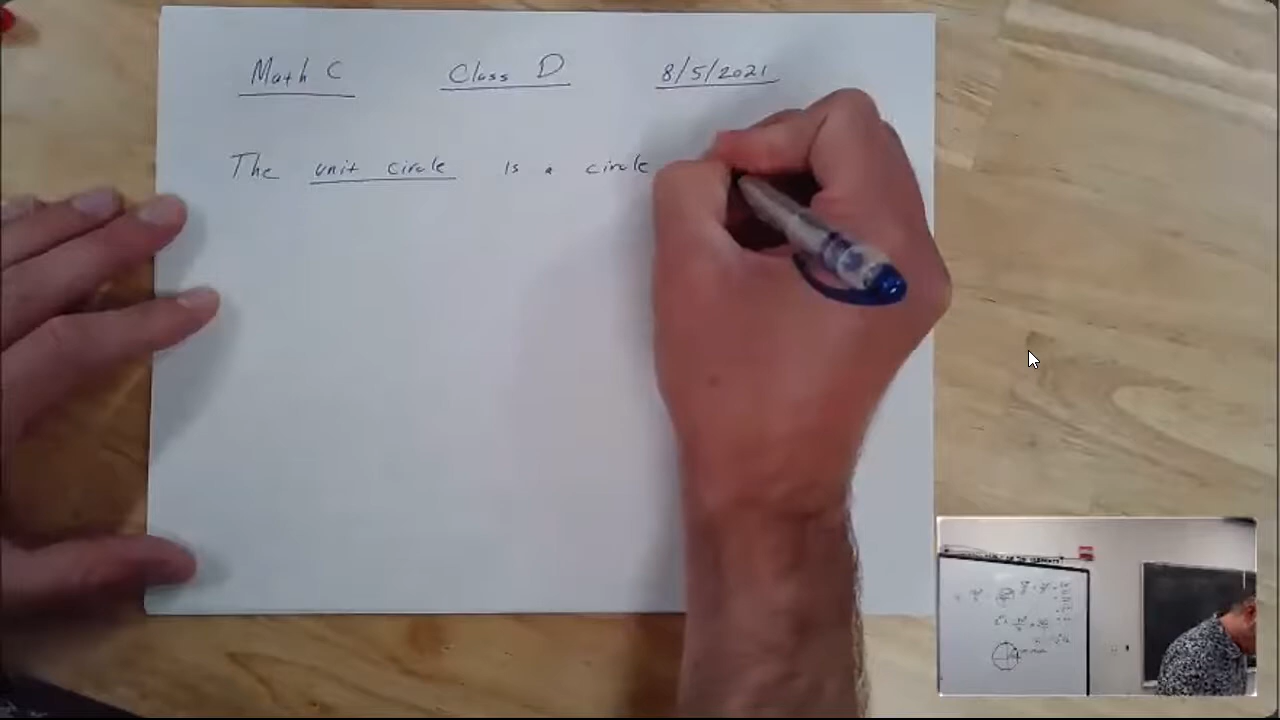 Math C Class D 8/5/2021
The unit circle is a circle